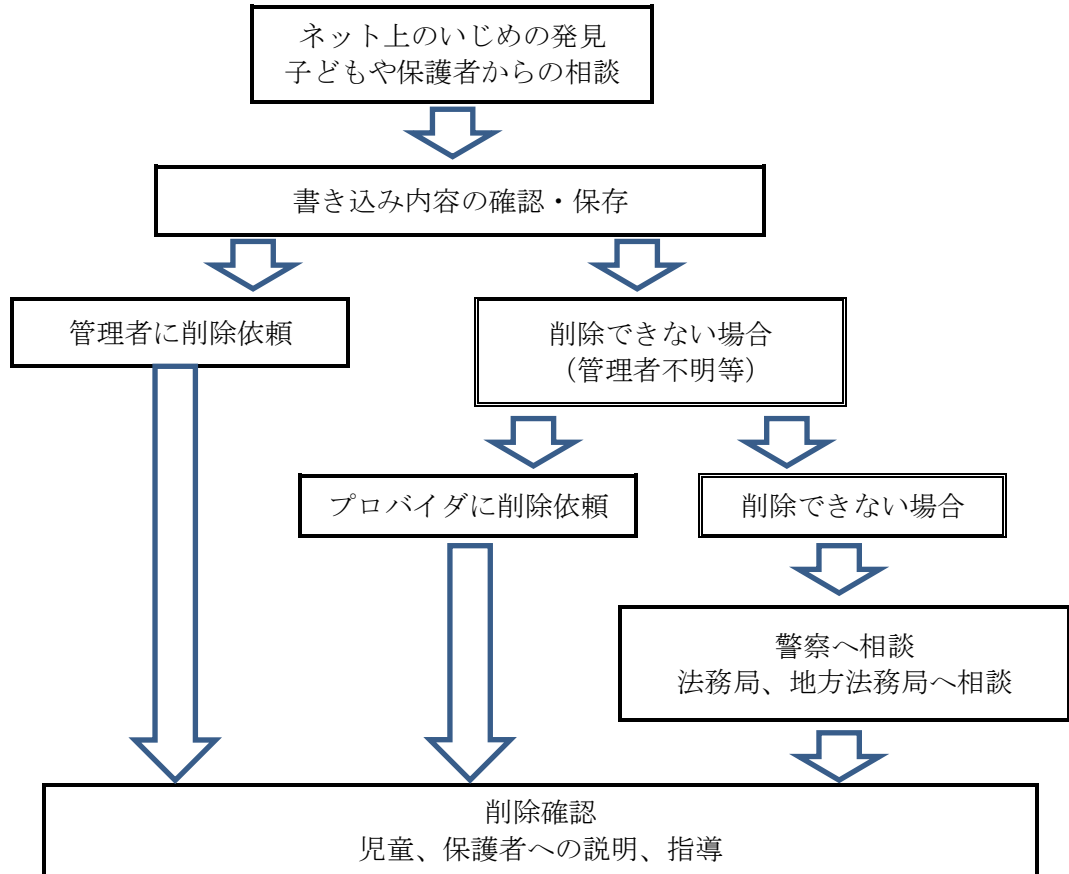 ネット上のいじめの発見
子どもや保護者からの相談
書き込み内容の確認・保存
管理者に削除依頼
削除できない場合
（管理者不明等）
プロバイダに削除依頼
削除できない場合
警察へ相談
法務局、地方法務局へ相談
削除確認
児童、保護者への説明、指導